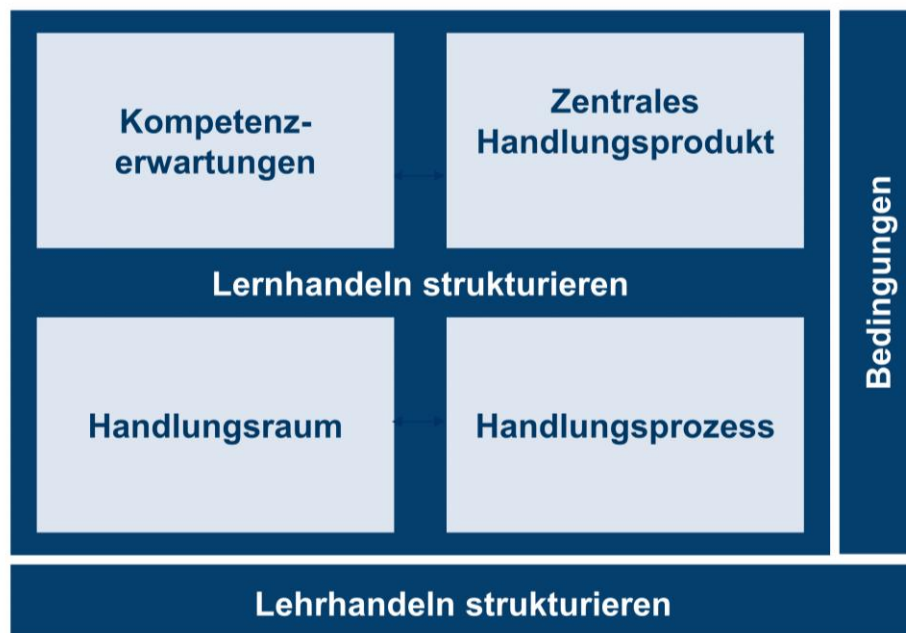 Kompetenz-
erwartungen
Zentrales
Handlungsprodukt
Lernhandeln strukturieren
Handlungsraum
Handlungsprozess
Bedingungen
Lehrhandeln strukturieren